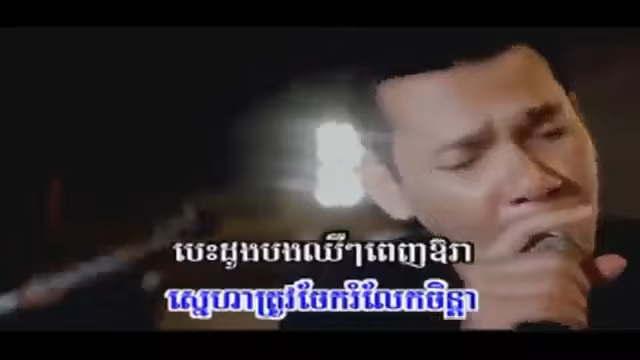 បេះដូងបងឈឺៗពេញឱរា
ស្នេហាត្រូវចែករំលែកចិន្តា